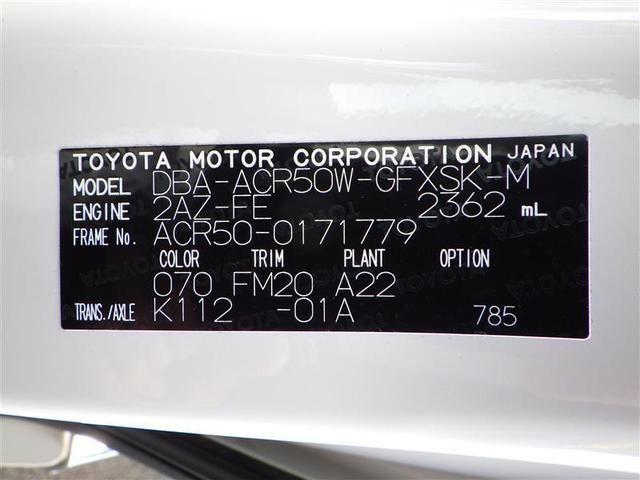 TOYOTA MOTOR CORPORATION JAPAN
MODEL DBA-ACR50W-GFXSK-M
ENGINE 2AZ-FE 2362 mL
FRAME No. ACR50-0171779
COLOR TRIM PLANT OPTION
070 FM20 A22
TRANS./AXLE K112 -01A 785